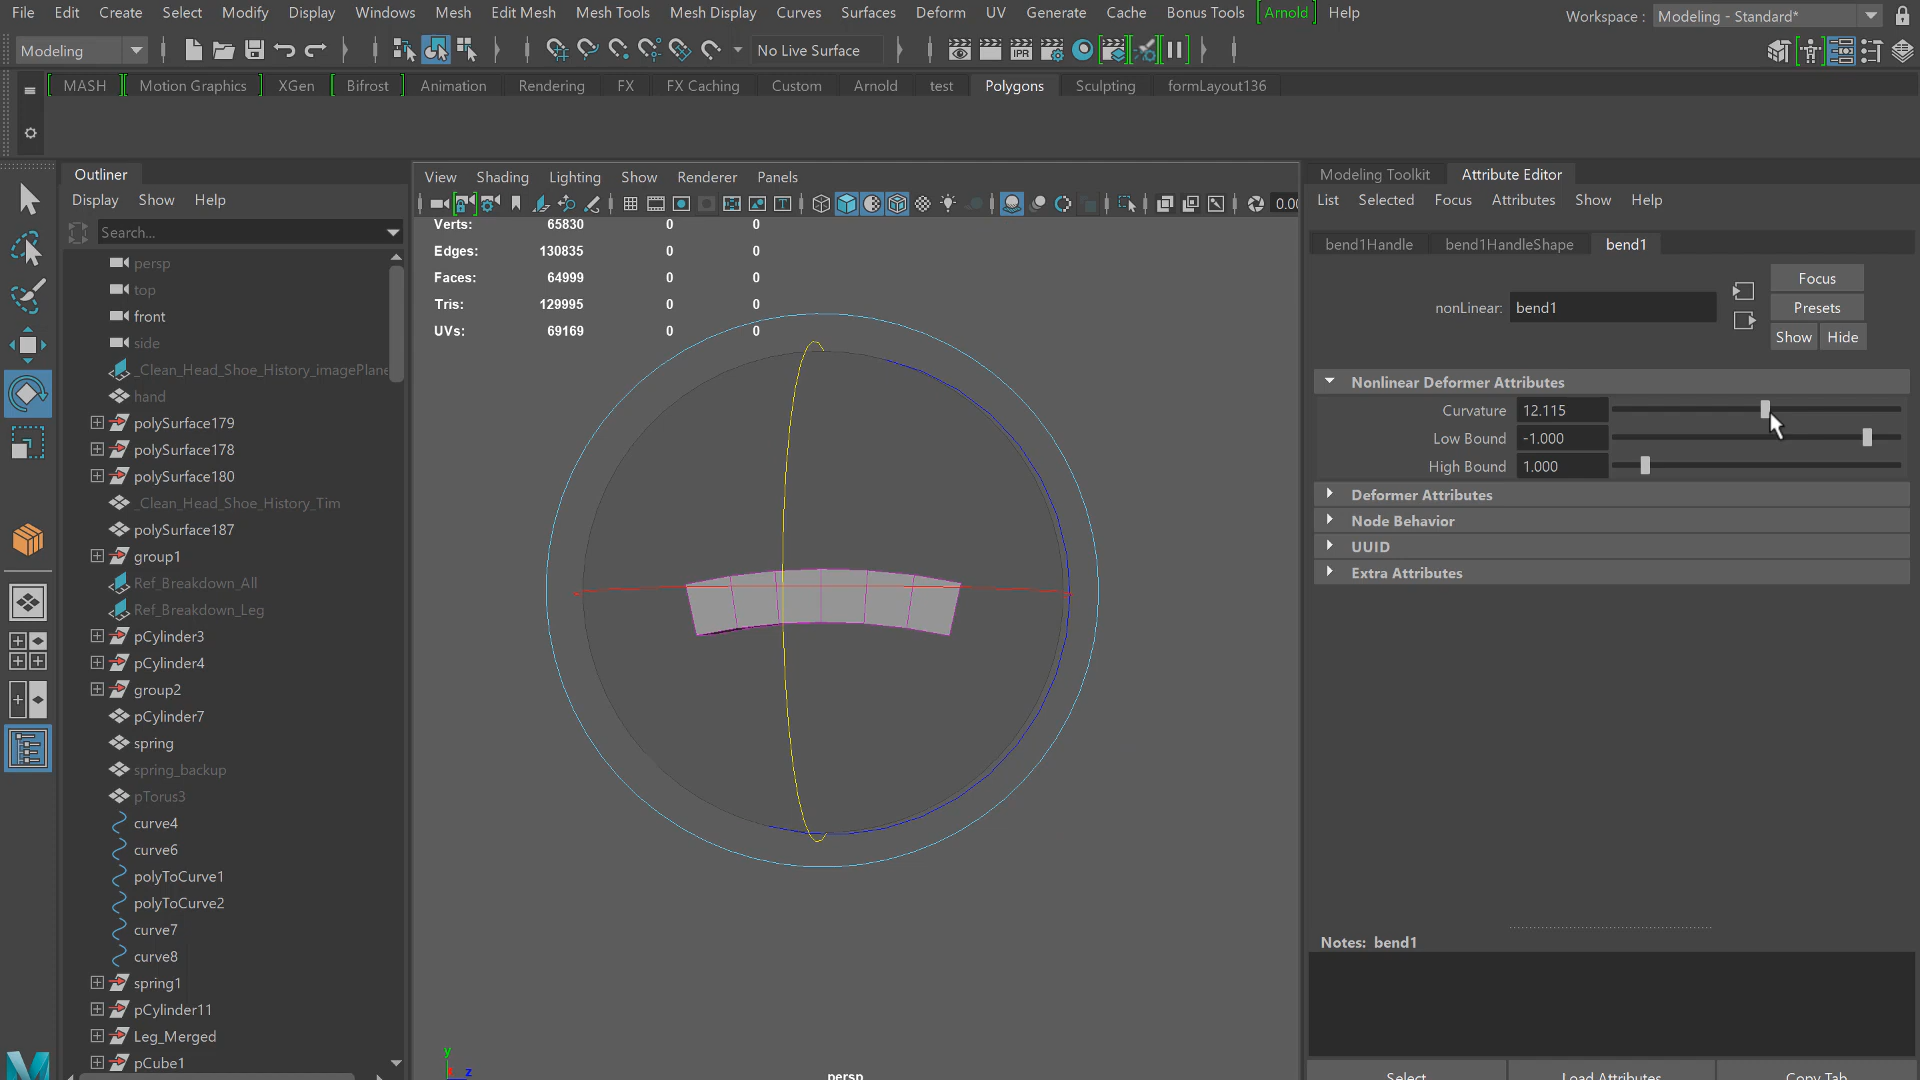 File Edit Create Select Modify Display Windows Mesh Edit Mesh Mesh Tools Mesh Display Curves Surfaces Deform UV Generate Cache Bonus Tools Arnold Help Workspace : Modeling - Standard*
Modeling No Live Surface IPR
MASH Motion Graphics XGen Bifrost Animation Rendering FX FX Caching Custom Arnold test Polygons Sculpting formLayout136
Outliner
Display Show Help
Search...
persp
top
front
side
_Clean_Head_Shoe_History_imagePlane
hand
polySurface179
polySurface178
polySurface180
_Clean_Head_Shoe_History_Tim
polySurface187
group1
Ref_Breakdown_All
Ref_Breakdown_Leg
pCylinder3
pCylinder4
group2
pCylinder7
spring
spring_backup
pTorus3
curve4
curve6
polyToCurve1
polyToCurve2
curve7
curve8
spring1
pCylinder11
Leg_Merged
pCube1
View Shading Lighting Show Renderer Panels
0.00
Verts: 65830 0 0
Edges: 130835 0 0
Faces: 64999 0 0
Tris: 129995 0 0
UVs: 69169 0 0
y
z
persp
Modeling Toolkit Attribute Editor
List Selected Focus Attributes Show Help
bend1Handle bend1HandleShape bend1
Focus
nonLinear: bend1 Presets
Show Hide
Nonlinear Deformer Attributes
Curvature 12.115
Low Bound -1.000
High Bound 1.000
Deformer Attributes
Node Behavior
UUID
Extra Attributes
Notes: bend1
Select Load Attributes Copy Tab